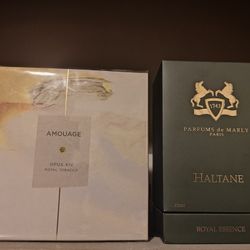 AMOUAGE
OPUS XIV
ROYAL TOBACCO
1743
PARFUMS de MARLY
PARIS
HALTANE
ROYAL ESSENCE